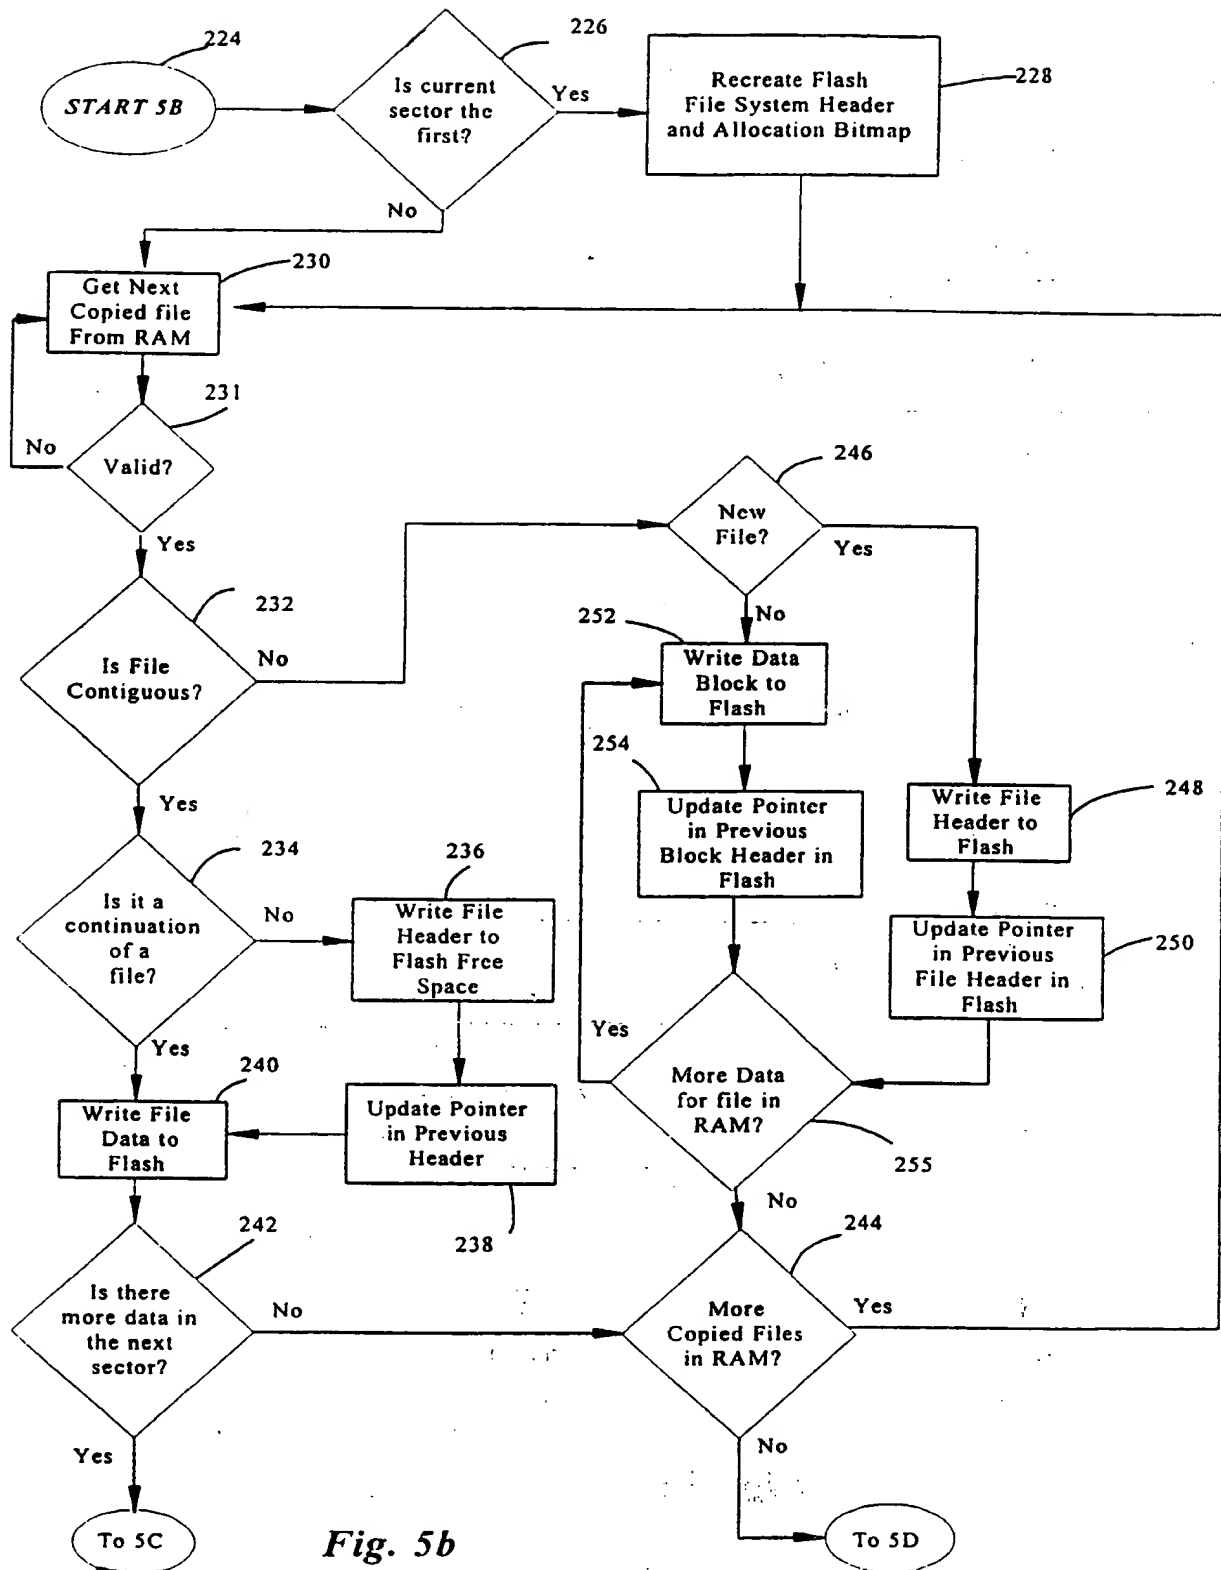 224
START 5B
226
Is current
sector the
first?
Yes
No
228
Recreate Flash
File System Header
and Allocation Bitmap
230
Get Next
Copied file
From RAM
231
Valid?
No
Yes
232
Is File
Contiguous?
No
Yes
234
Is it a
continuation
of a
file?
No
Yes
236
Write File
Header to
Flash Free
Space
240
Write File
Data to
Flash
Update Pointer
in Previous
Header
238
242
Is there
more data in
the next
sector?
No
Yes
To 5C
246
New
File?
Yes
No
252
Write Data
Block to
Flash
254
Update Pointer
in Previous
Block Header in
Flash
248
Write File
Header to
Flash
Update Pointer
in Previous
File Header in
Flash
250
Yes
More Data
for file in
RAM?
255
No
244
More
Copied Files
in RAM?
Yes
No
To 5D
Fig. 5b